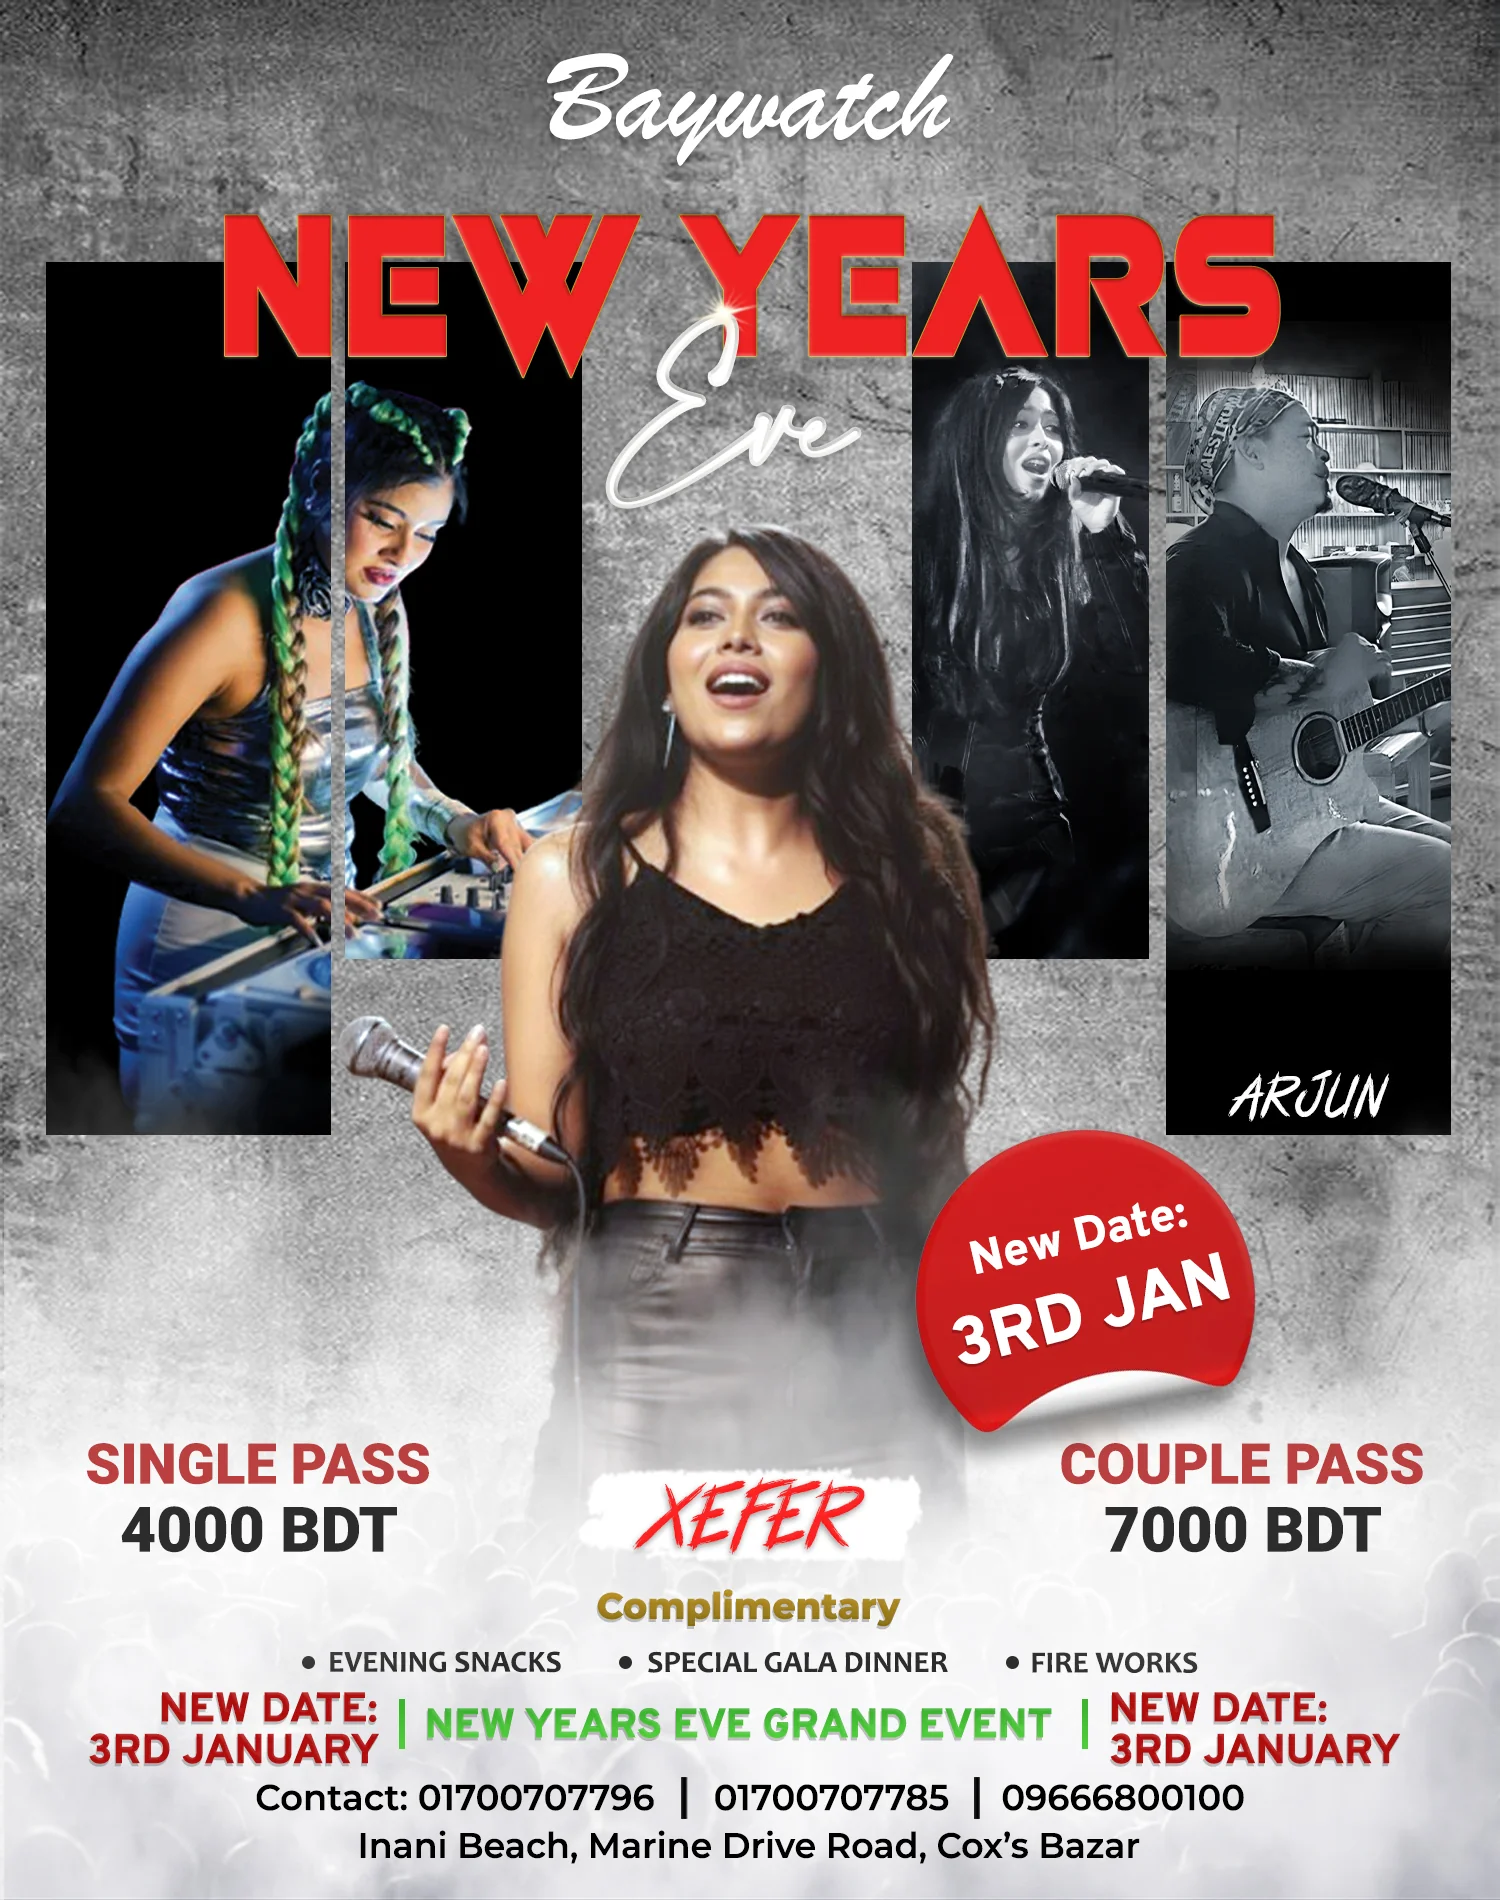 Baywatch
NEW YEARS
Eve
MAESTRO
ARJUN
New Date:
3RD JAN
SINGLE PASS
4000 BDT
COUPLE PASS
7000 BDT
XEFER
Complimentary
• EVENING SNACKS • SPECIAL GALA DINNER • FIRE WORKS
NEW DATE:
3RD JANUARY
| NEW YEARS EVE GRAND EVENT |
NEW DATE:
3RD JANUARY
Contact: 01700707796 | 01700707785 | 09666800100
Inani Beach, Marine Drive Road, Cox's Bazar